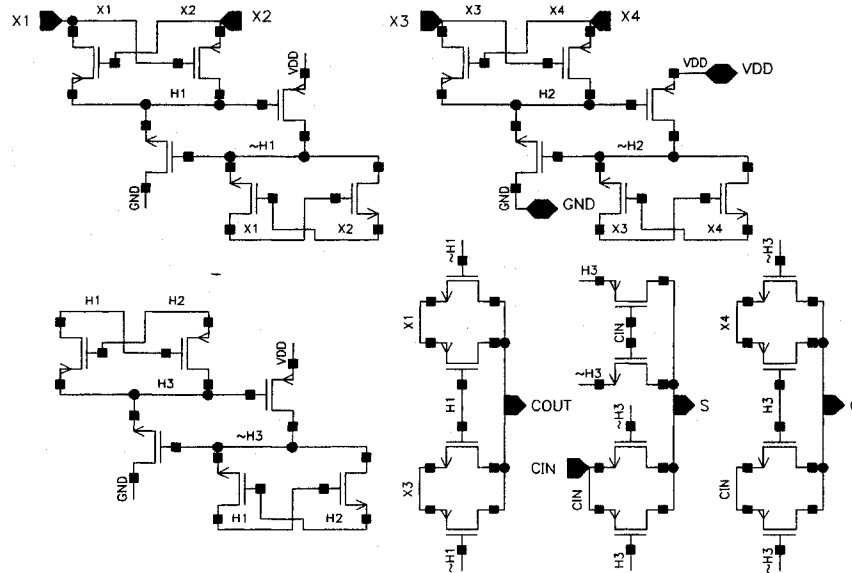 X1 X1 X2 X2
X3 X3 X4 X4
VDD
VDD VDD
H1
H2
~H1
~H2
GND
GND GND
X1 X2
X3 X4
~H1
H3
~H3
H1 H2
X1
CIN
X4
VDD
H3
~H3
H1
COUT
~H3
S
H3
~H3
CIN
GND
H1 H2
X3
CIN
CIN
~H1
H3
~H3